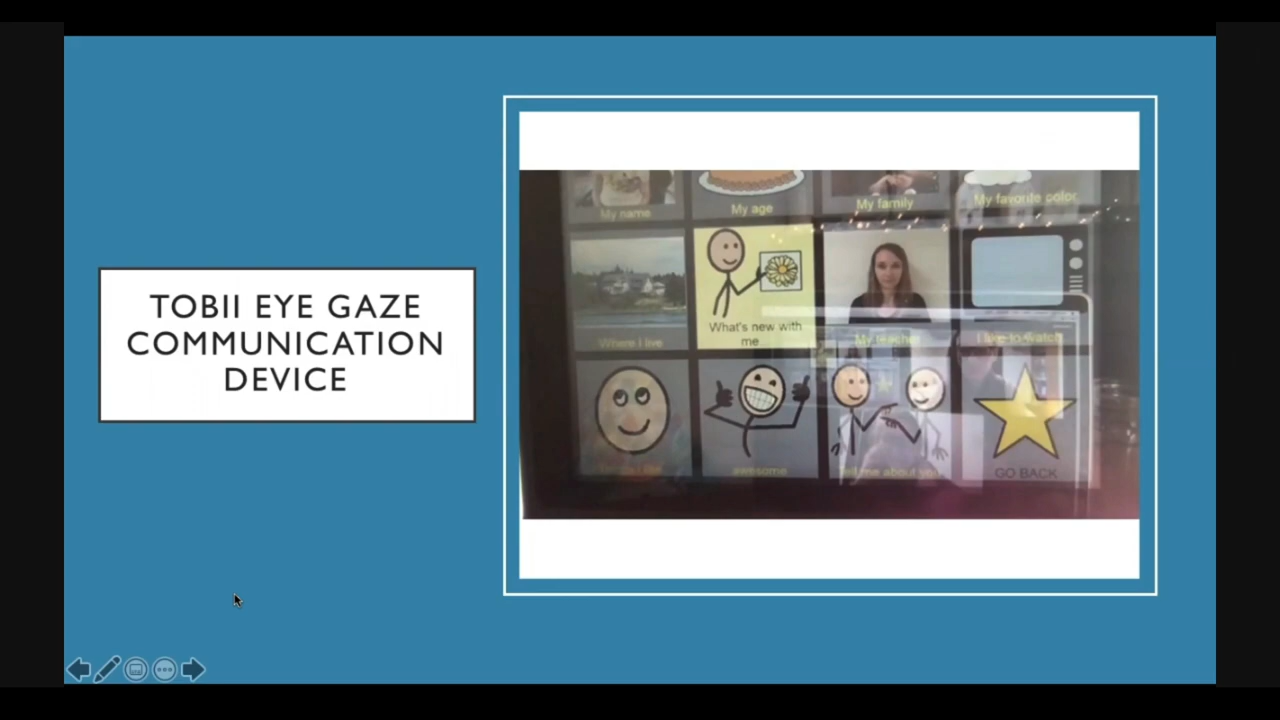 TOBII EYE GAZE
COMMUNICATION
DEVICE
My name
My age
My family
My favorite color
Where I live
What's new with
me...
My teacher
I like to watch
awesome
Tell me about you
GO BACK